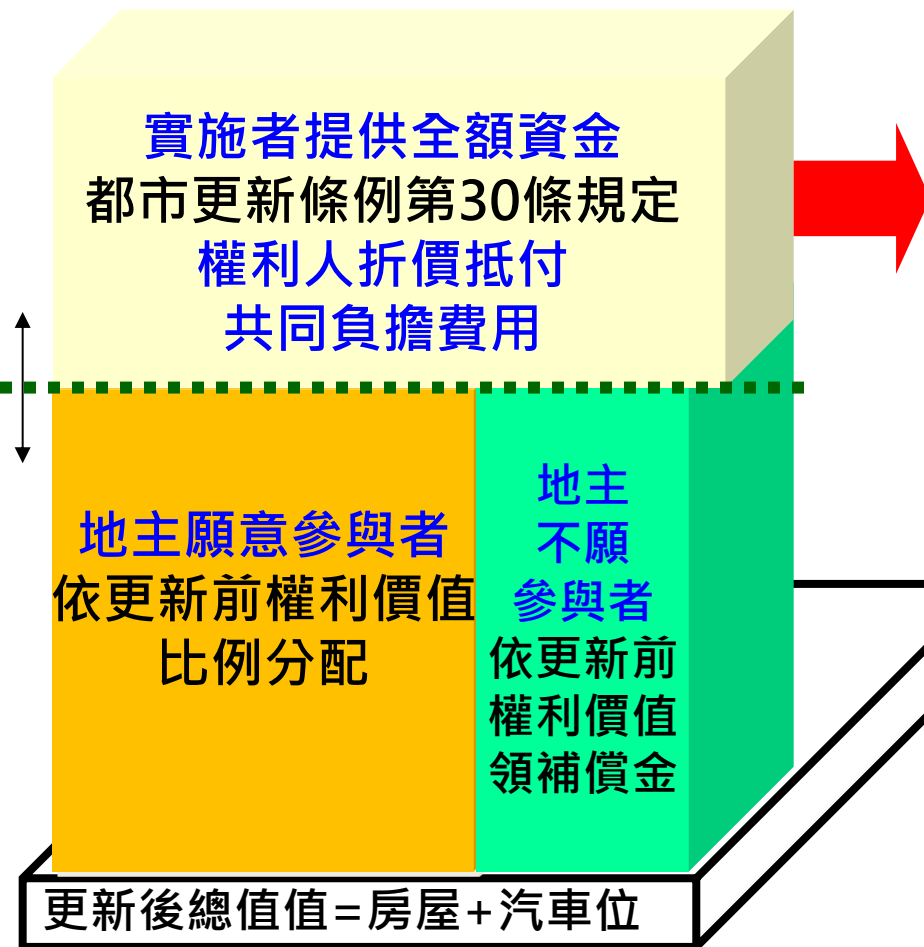 實施者提供全額資金
都市更新條例第30條規定
權利人折價抵付
共同負擔費用
地主願意參與者
依更新前權利價值
比例分配
地主
不願
參與者
依更新前
權利價值
領補償金
更新後總值值=房屋+汽車位